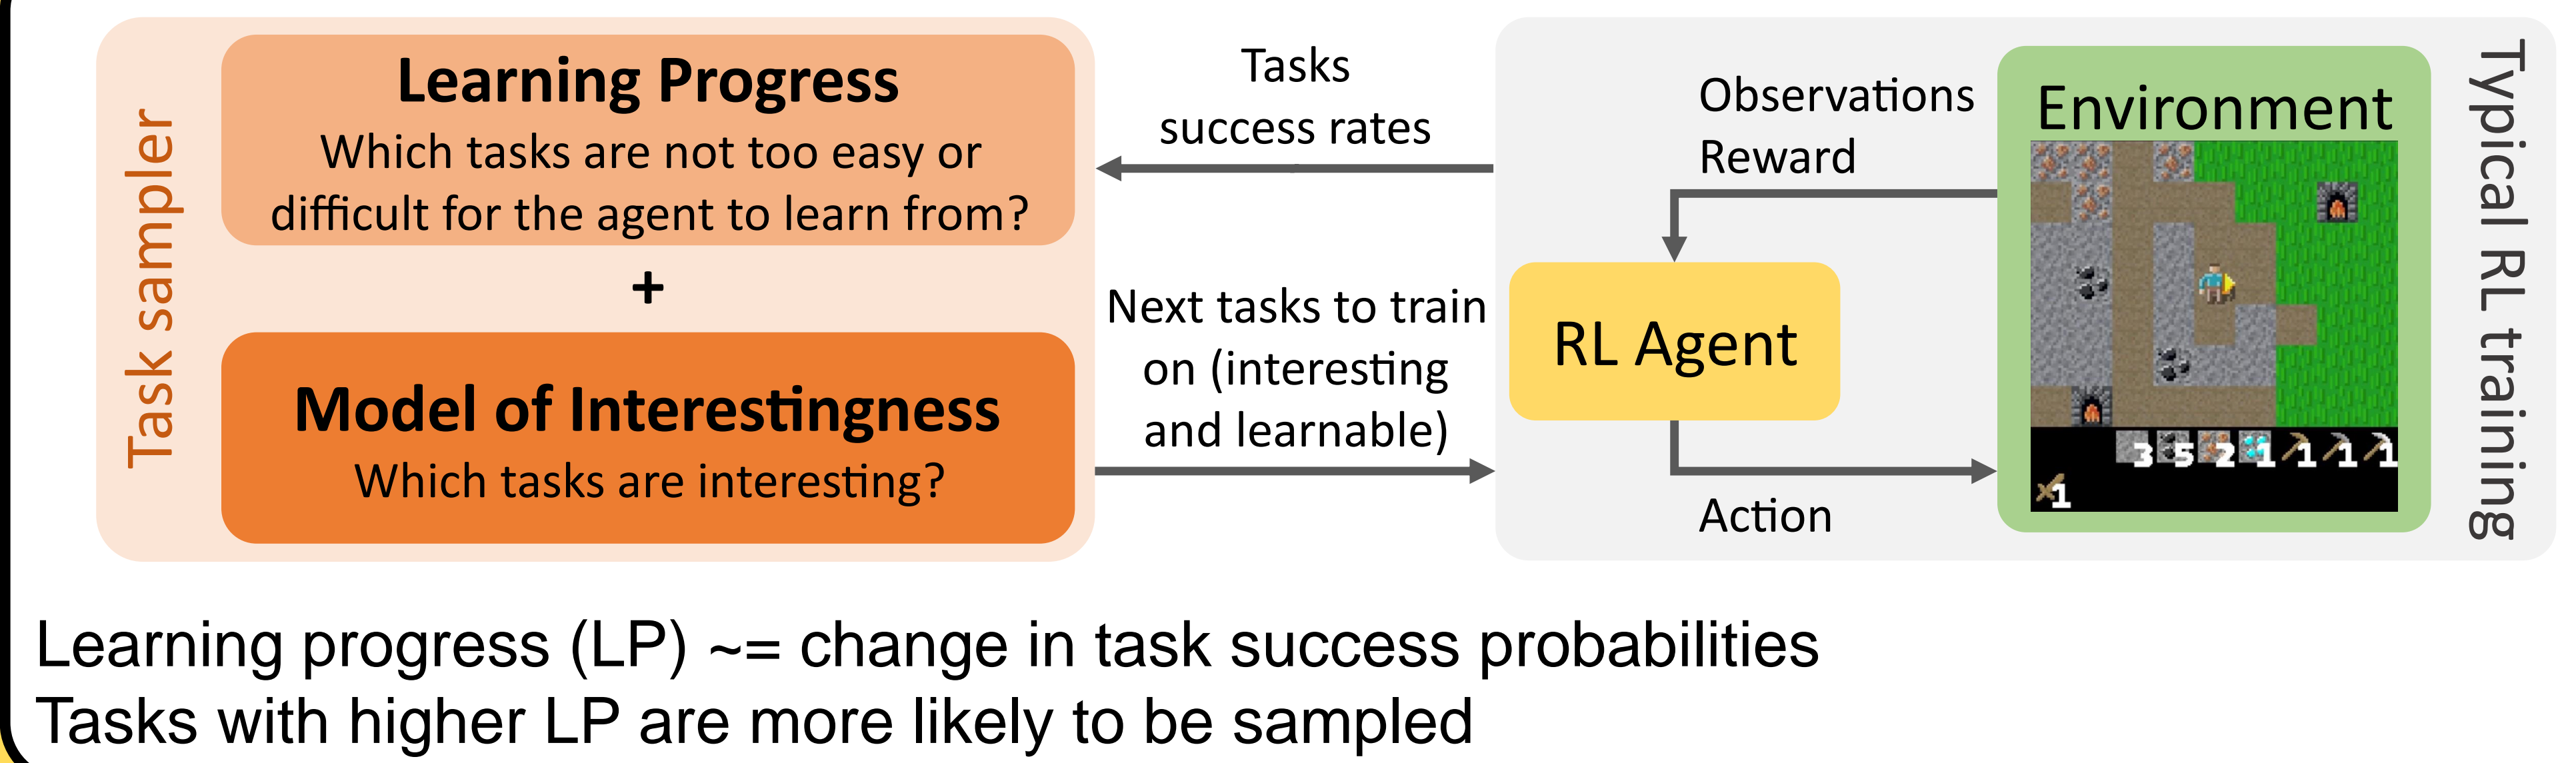 Task sampler
Learning Progress
Which tasks are not too easy or
difficult for the agent to learn from?
+
Model of Interestingness
Which tasks are interesting?
Tasks
success rates
Next tasks to train
on (interesting
and learnable)
Observations
Reward
RL Agent
Action
Environment
3 5 2 1 1 1 1
1
Typical RL training
Learning progress (LP) ~= change in task success probabilities
Tasks with higher LP are more likely to be sampled